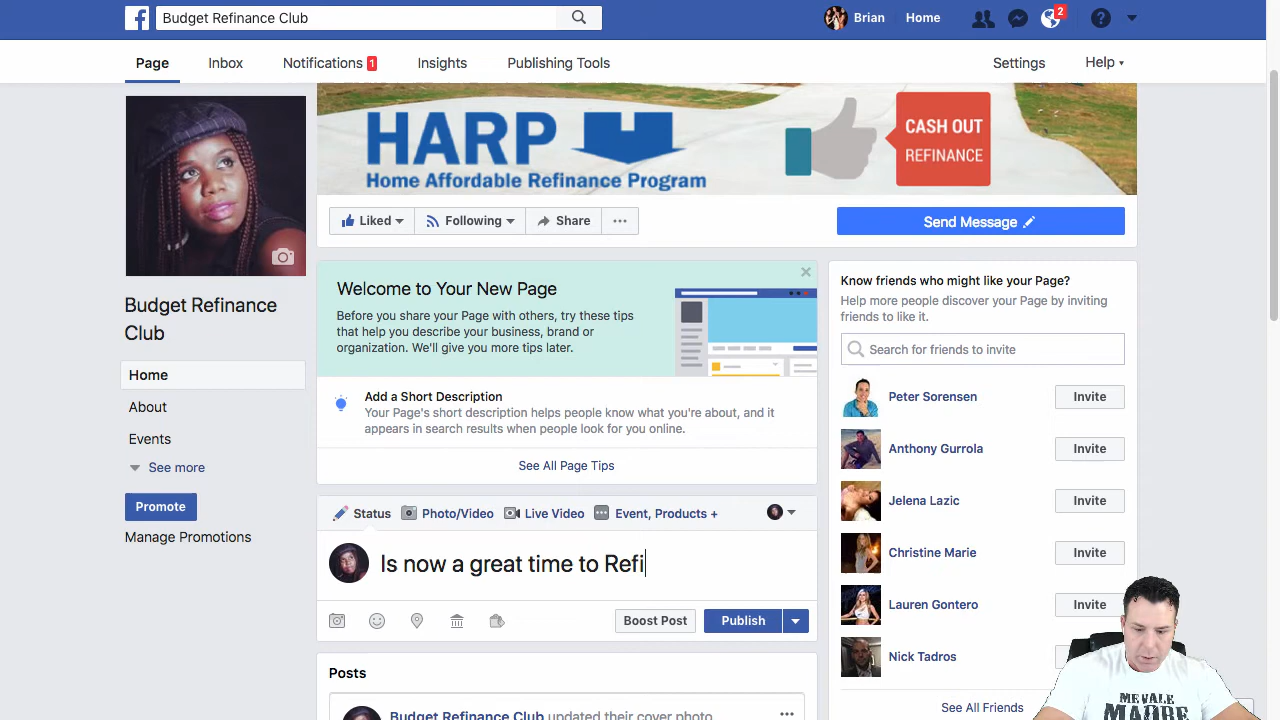 Budget Refinance Club
Brian
Home
2
Page
Inbox
Notifications 1
Insights
Publishing Tools
Settings
Help
HARP
Home Affordable Refinance Program
CASH OUT
REFINANCE
Liked
Following
Share
Send Message
Budget Refinance
Club
Home
About
Events
See more
Promote
Manage Promotions
Welcome to Your New Page
Before you share your Page with others, try these tips
that help you describe your business, brand or
organization. We'll give you more tips later.
Add a Short Description
Your Page's short description helps people know what you're about, and it
appears in search results when people look for you online.
See All Page Tips
Status
Photo/Video
Live Video
Event, Products +
Is now a great time to Refi
Boost Post
Publish
Posts
Budget Refinance Club updated their cover photo
Know friends who might like your Page?
Help more people discover your Page by inviting
friends to like it.
Search for friends to invite
Peter Sorensen
Invite
Anthony Gurrola
Invite
Jelena Lazic
Invite
Christine Marie
Invite
Lauren Gontero
Invite
Nick Tadros
See All Friends
ME VALE
MADRE